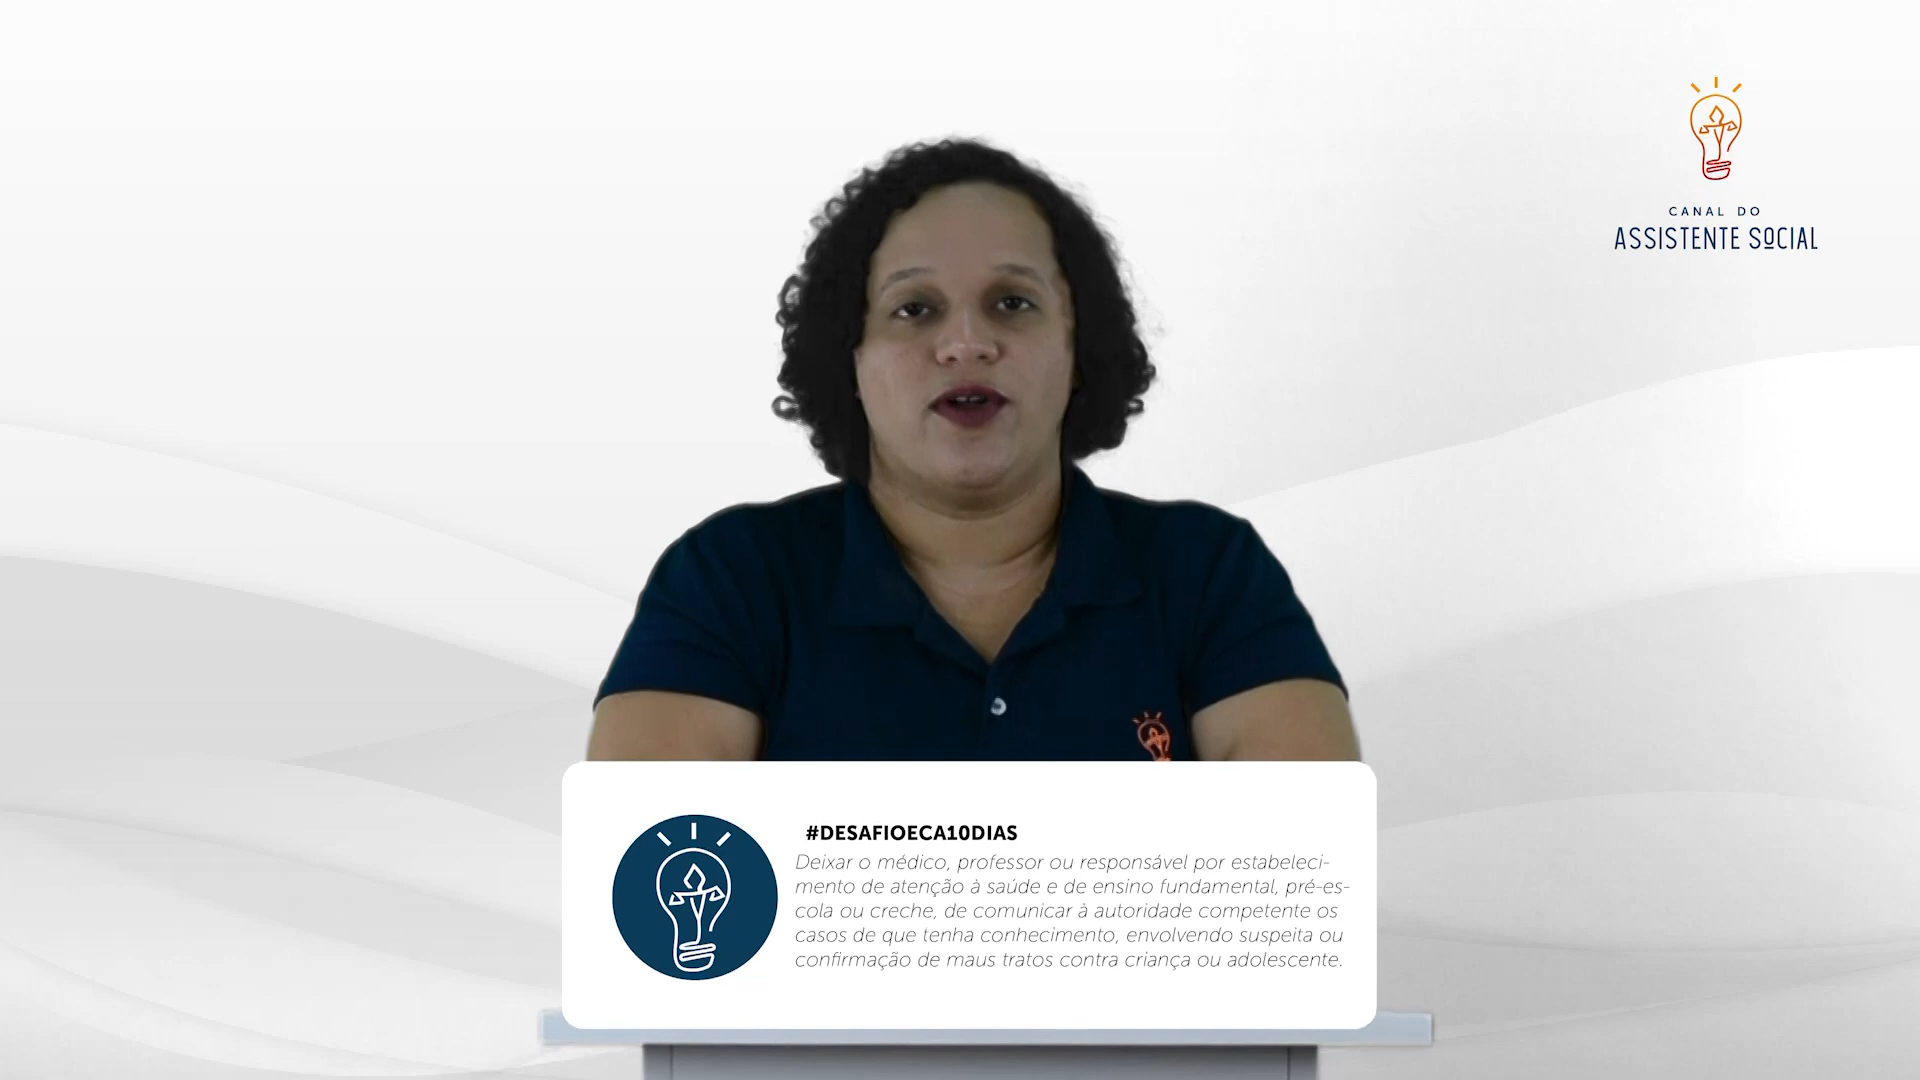 CANAL DO
ASSISTENTE SOCIAL
#DESAFIOECA10DIAS
Deixar o médico, professor ou responsável por estabeleci-
mento de atenção à saúde e de ensino fundamental, pré-es-
cola ou creche, de comunicar à autoridade competente os
casos de que tenha conhecimento, envolvendo suspeita ou
confirmação de maus tratos contra criança ou adolescente.